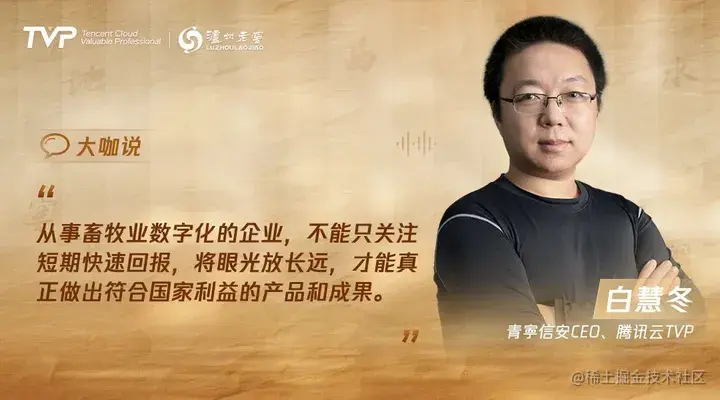 TVP
Tencent Cloud
Valuable Professional
泸州老窖
LUZHOULAOJIAO
大咖说
“
从事畜牧业数字化的企业，不能只关注
短期快速回报，将眼光放长远，才能真
正做出符合国家利益的产品和成果。
”
白慧冬
青寧信安CEO、腾讯云TVP
@稀土掘金技术社区